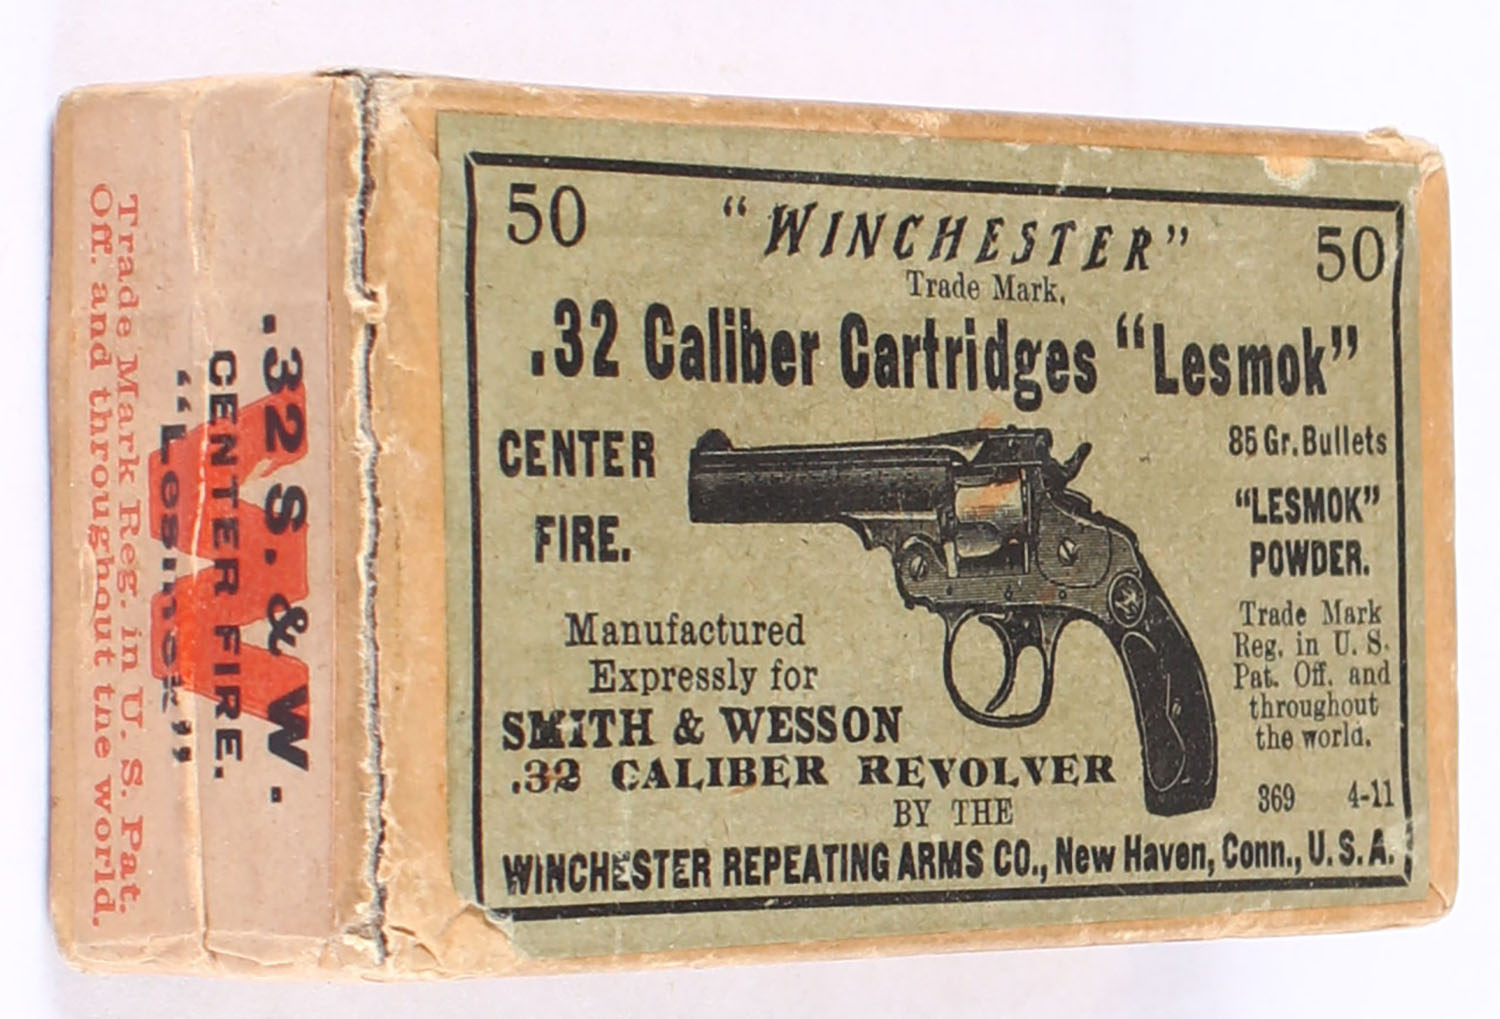 50 "WINCHESTER" 50
Trade Mark.
.32 Caliber Cartridges "Lesmok"
CENTER
FIRE.
85 Gr. Bullets
"LESMOK"
POWDER.
Trade Mark
Reg. in U. S.
Pat. Off. and
throughout
the world.
369 4-11
Manufactured
Expressly for
SMITH & WESSON
.32 CALIBER REVOLVER
BY THE
WINCHESTER REPEATING ARMS CO., New Haven, Conn., U.S.A.
.32 S. & W.
CENTER FIRE.
"Lesmok"
W
Trade Mark Reg. in U. S. Pat.
Off. and throughout the world.